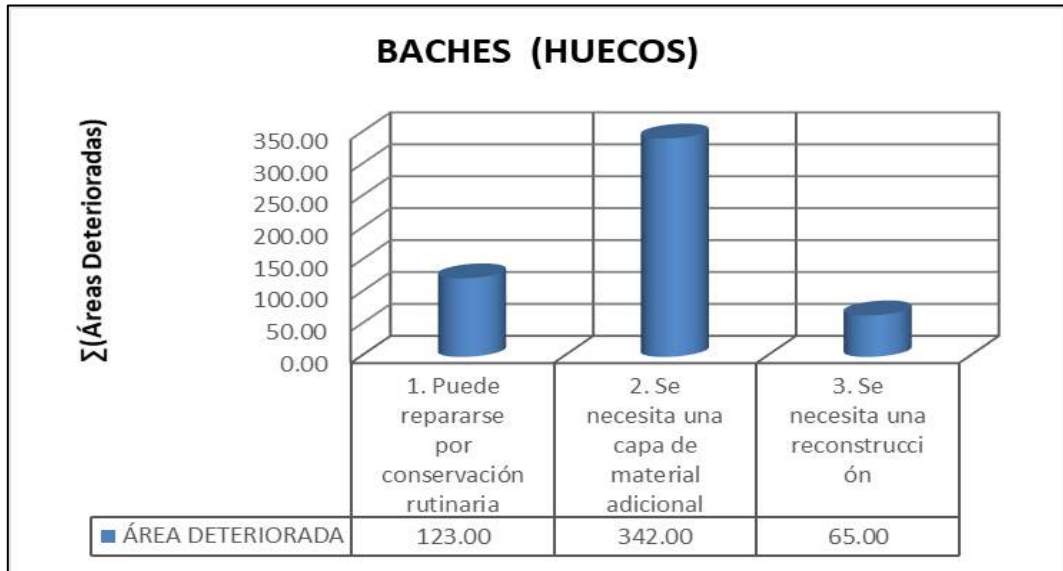 BACHES (HUECOS)
∑(Áreas Deterioradas)
350.00
300.00
250.00
200.00
150.00
100.00
50.00
0.00
1. Puede
repararse
por
conservación
rutinaria
2. Se
necesita una
capa de
material
adicional
3. Se
necesita una
reconstrucci
ón
ÁREA DETERIORADA 123.00 342.00 65.00